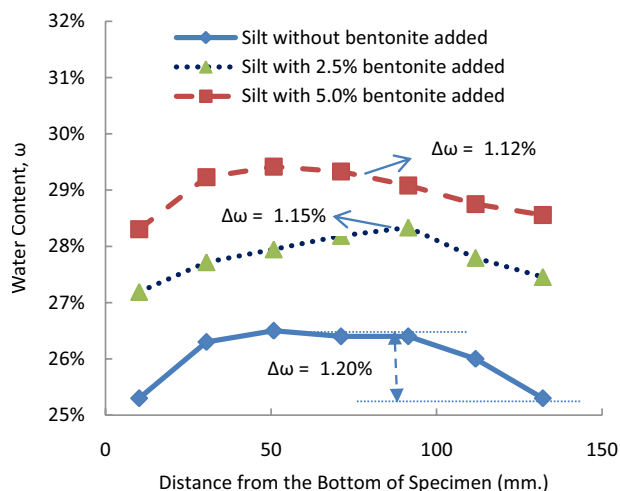 32%
31%
30%
29%
28%
27%
26%
25%
Water Content, ω
Silt without bentonite added
Silt with 2.5% bentonite added
Silt with 5.0% bentonite added
Δω = 1.12%
Δω = 1.15%
Δω = 1.20%
0
50
100
150
Distance from the Bottom of Specimen (mm.)